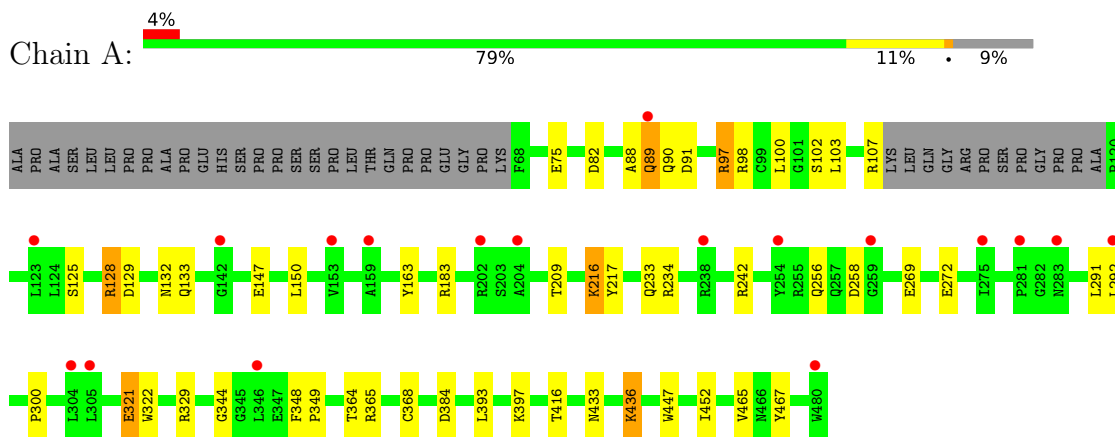 4%
Chain A:
79% 11% • 9%
ALA PRO ALA SER LEU LEU PRO PRO ALA PRO GLU HIS SER PRO PRO SER SER PRO LEU THR GLN PRO PRO GLU GLY PRO LYS F68 E75 D82 A88 Q89 Q90 D91 R97 R98 C99 L100 G101 S102 L103 R107 LYS LEU GLN GLY ARG PRO SER PRO GLY PRO PRO ALA
L123 L124 S125 R128 D129 N132 Q133 G142 E147 L150 V153 A159 Y163 R183 R202 S203 A204 T209 K216 Y217 Q233 R234 R238 R242 Y254 R255 Q256 Q257 D258 G259 E269 E272 I275 P281 G282 N283 L291 L292
P300 L304 L305 E321 W322 R329 G344 G345 L346 E347 F348 P349 T364 R365 C368 D384 L393 K397 T416 N433 K436 W447 I452 V465 N466 Y467 W480